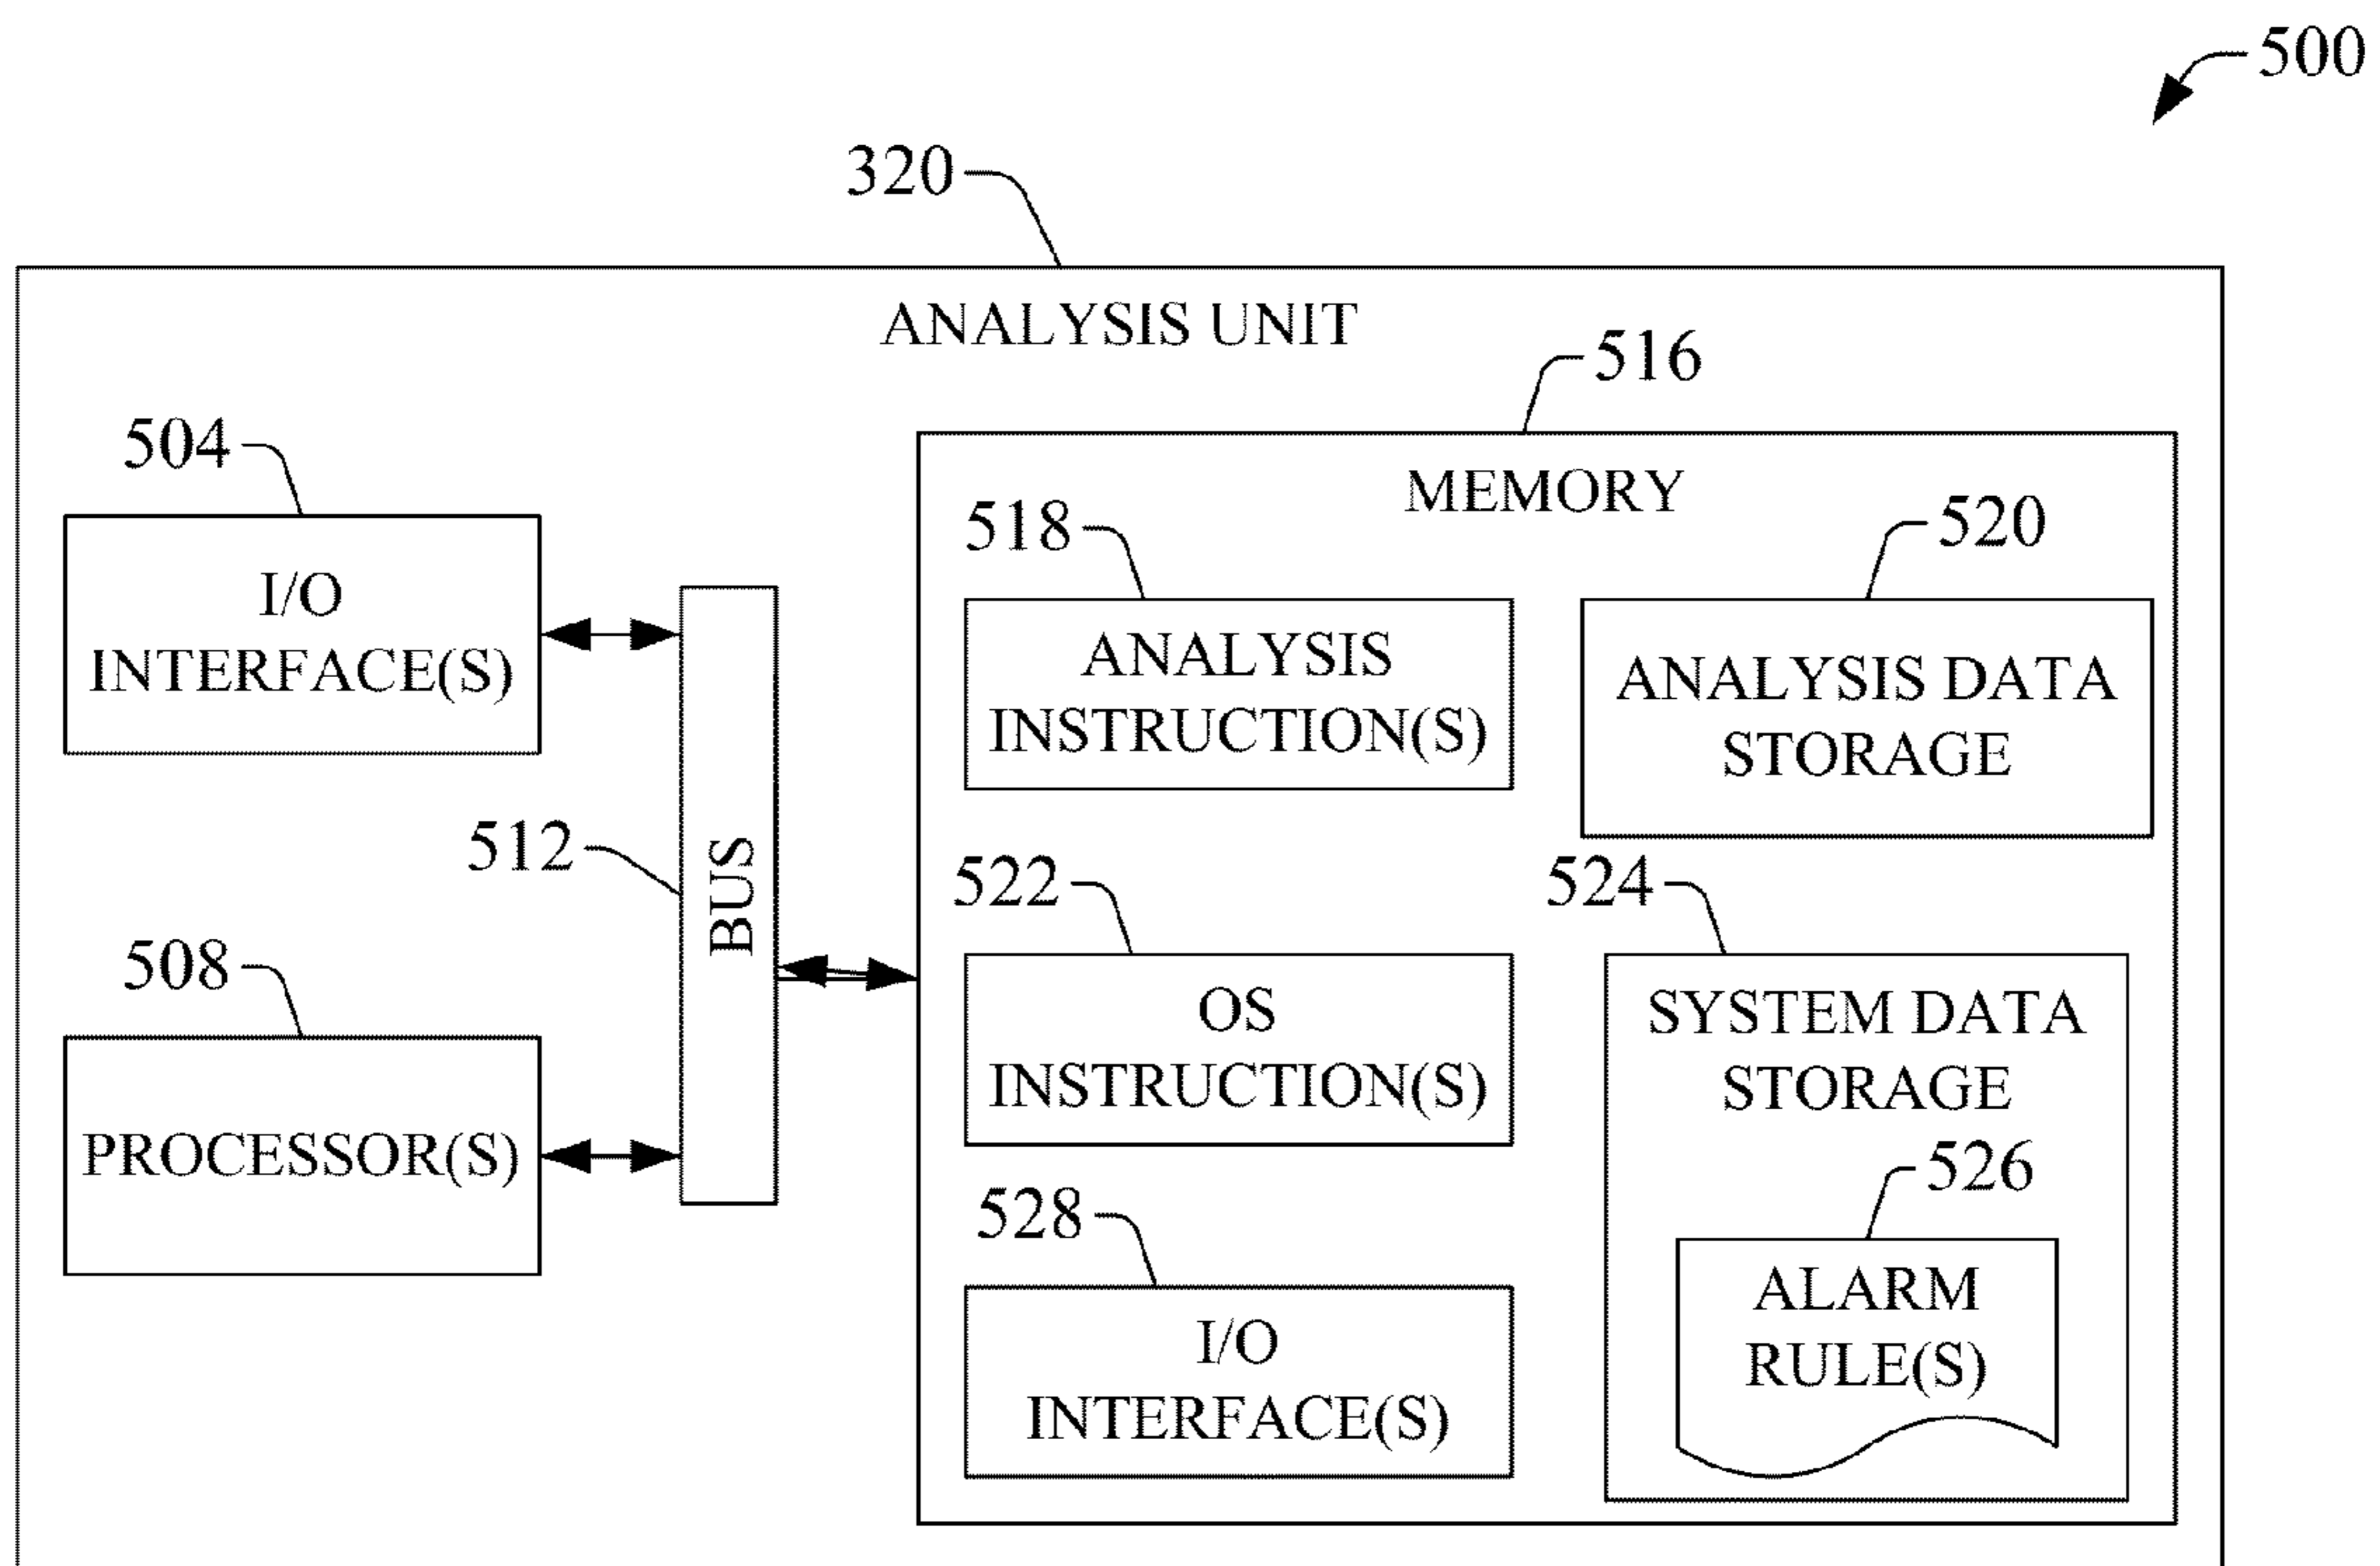 500
320
ANALYSIS UNIT
516
504
MEMORY
518
520
I/O
INTERFACE(S)
ANALYSIS
INSTRUCTION(S)
ANALYSIS DATA
STORAGE
512
BUS
522
524
508
OS
INSTRUCTION(S)
SYSTEM DATA
STORAGE
PROCESSOR(S)
526
528
ALARM
RULE(S)
I/O
INTERFACE(S)